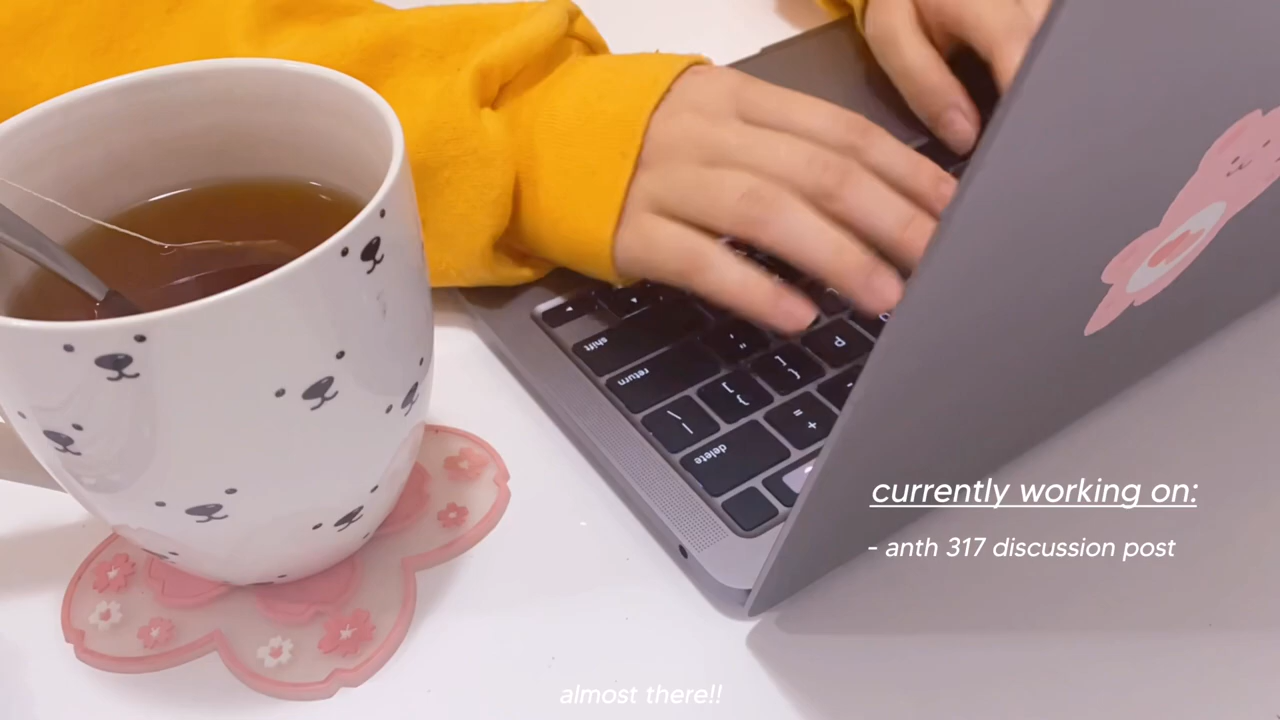 shift
return
delete
P
currently working on:
- anth 317 discussion post
almost there!!